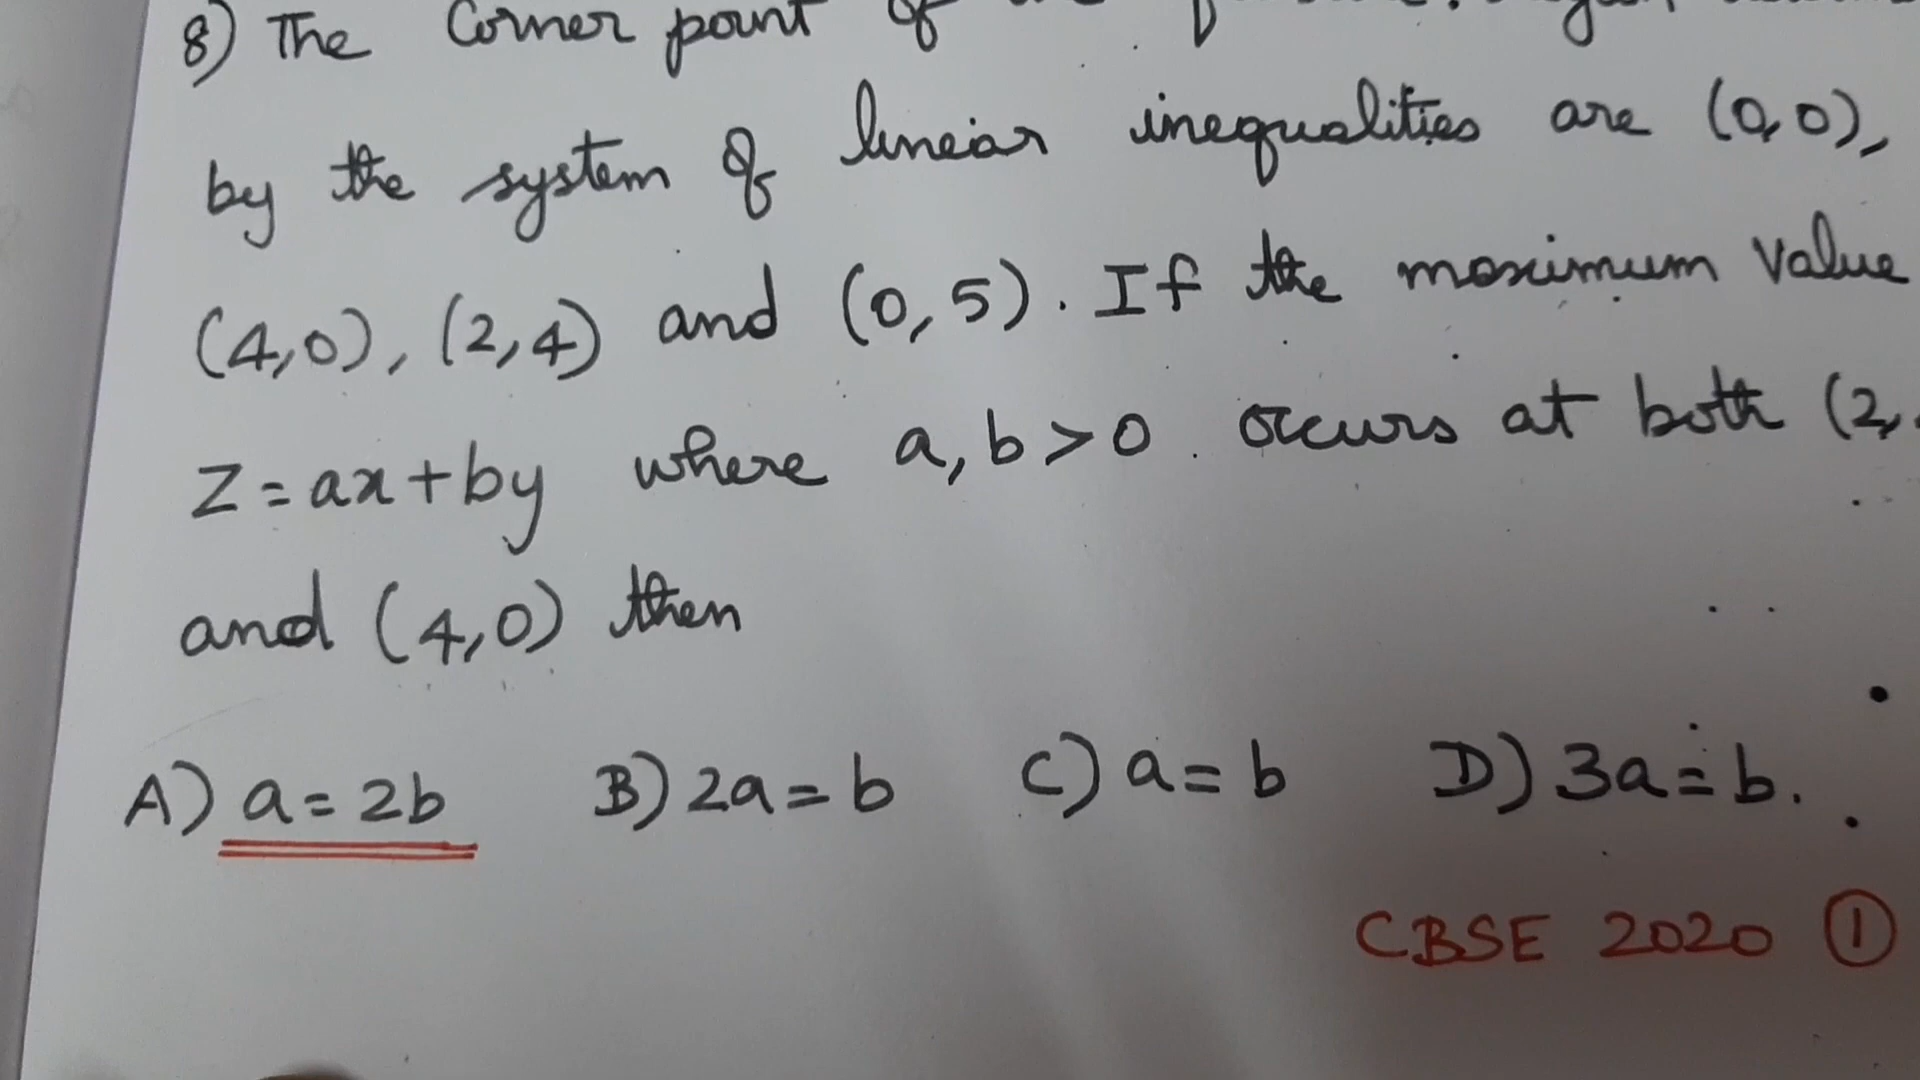 8) The Corner point of
by the system of linear inequalities are (0,0),
(4,0), (2,4) and (0,5). If the maximum value
Z = ax + by where a, b > 0. occurs at both (2,
and (4,0) then
A) a = 2b B) 2a = b C) a = b D) 3a = b.
CBSE 2020 ①